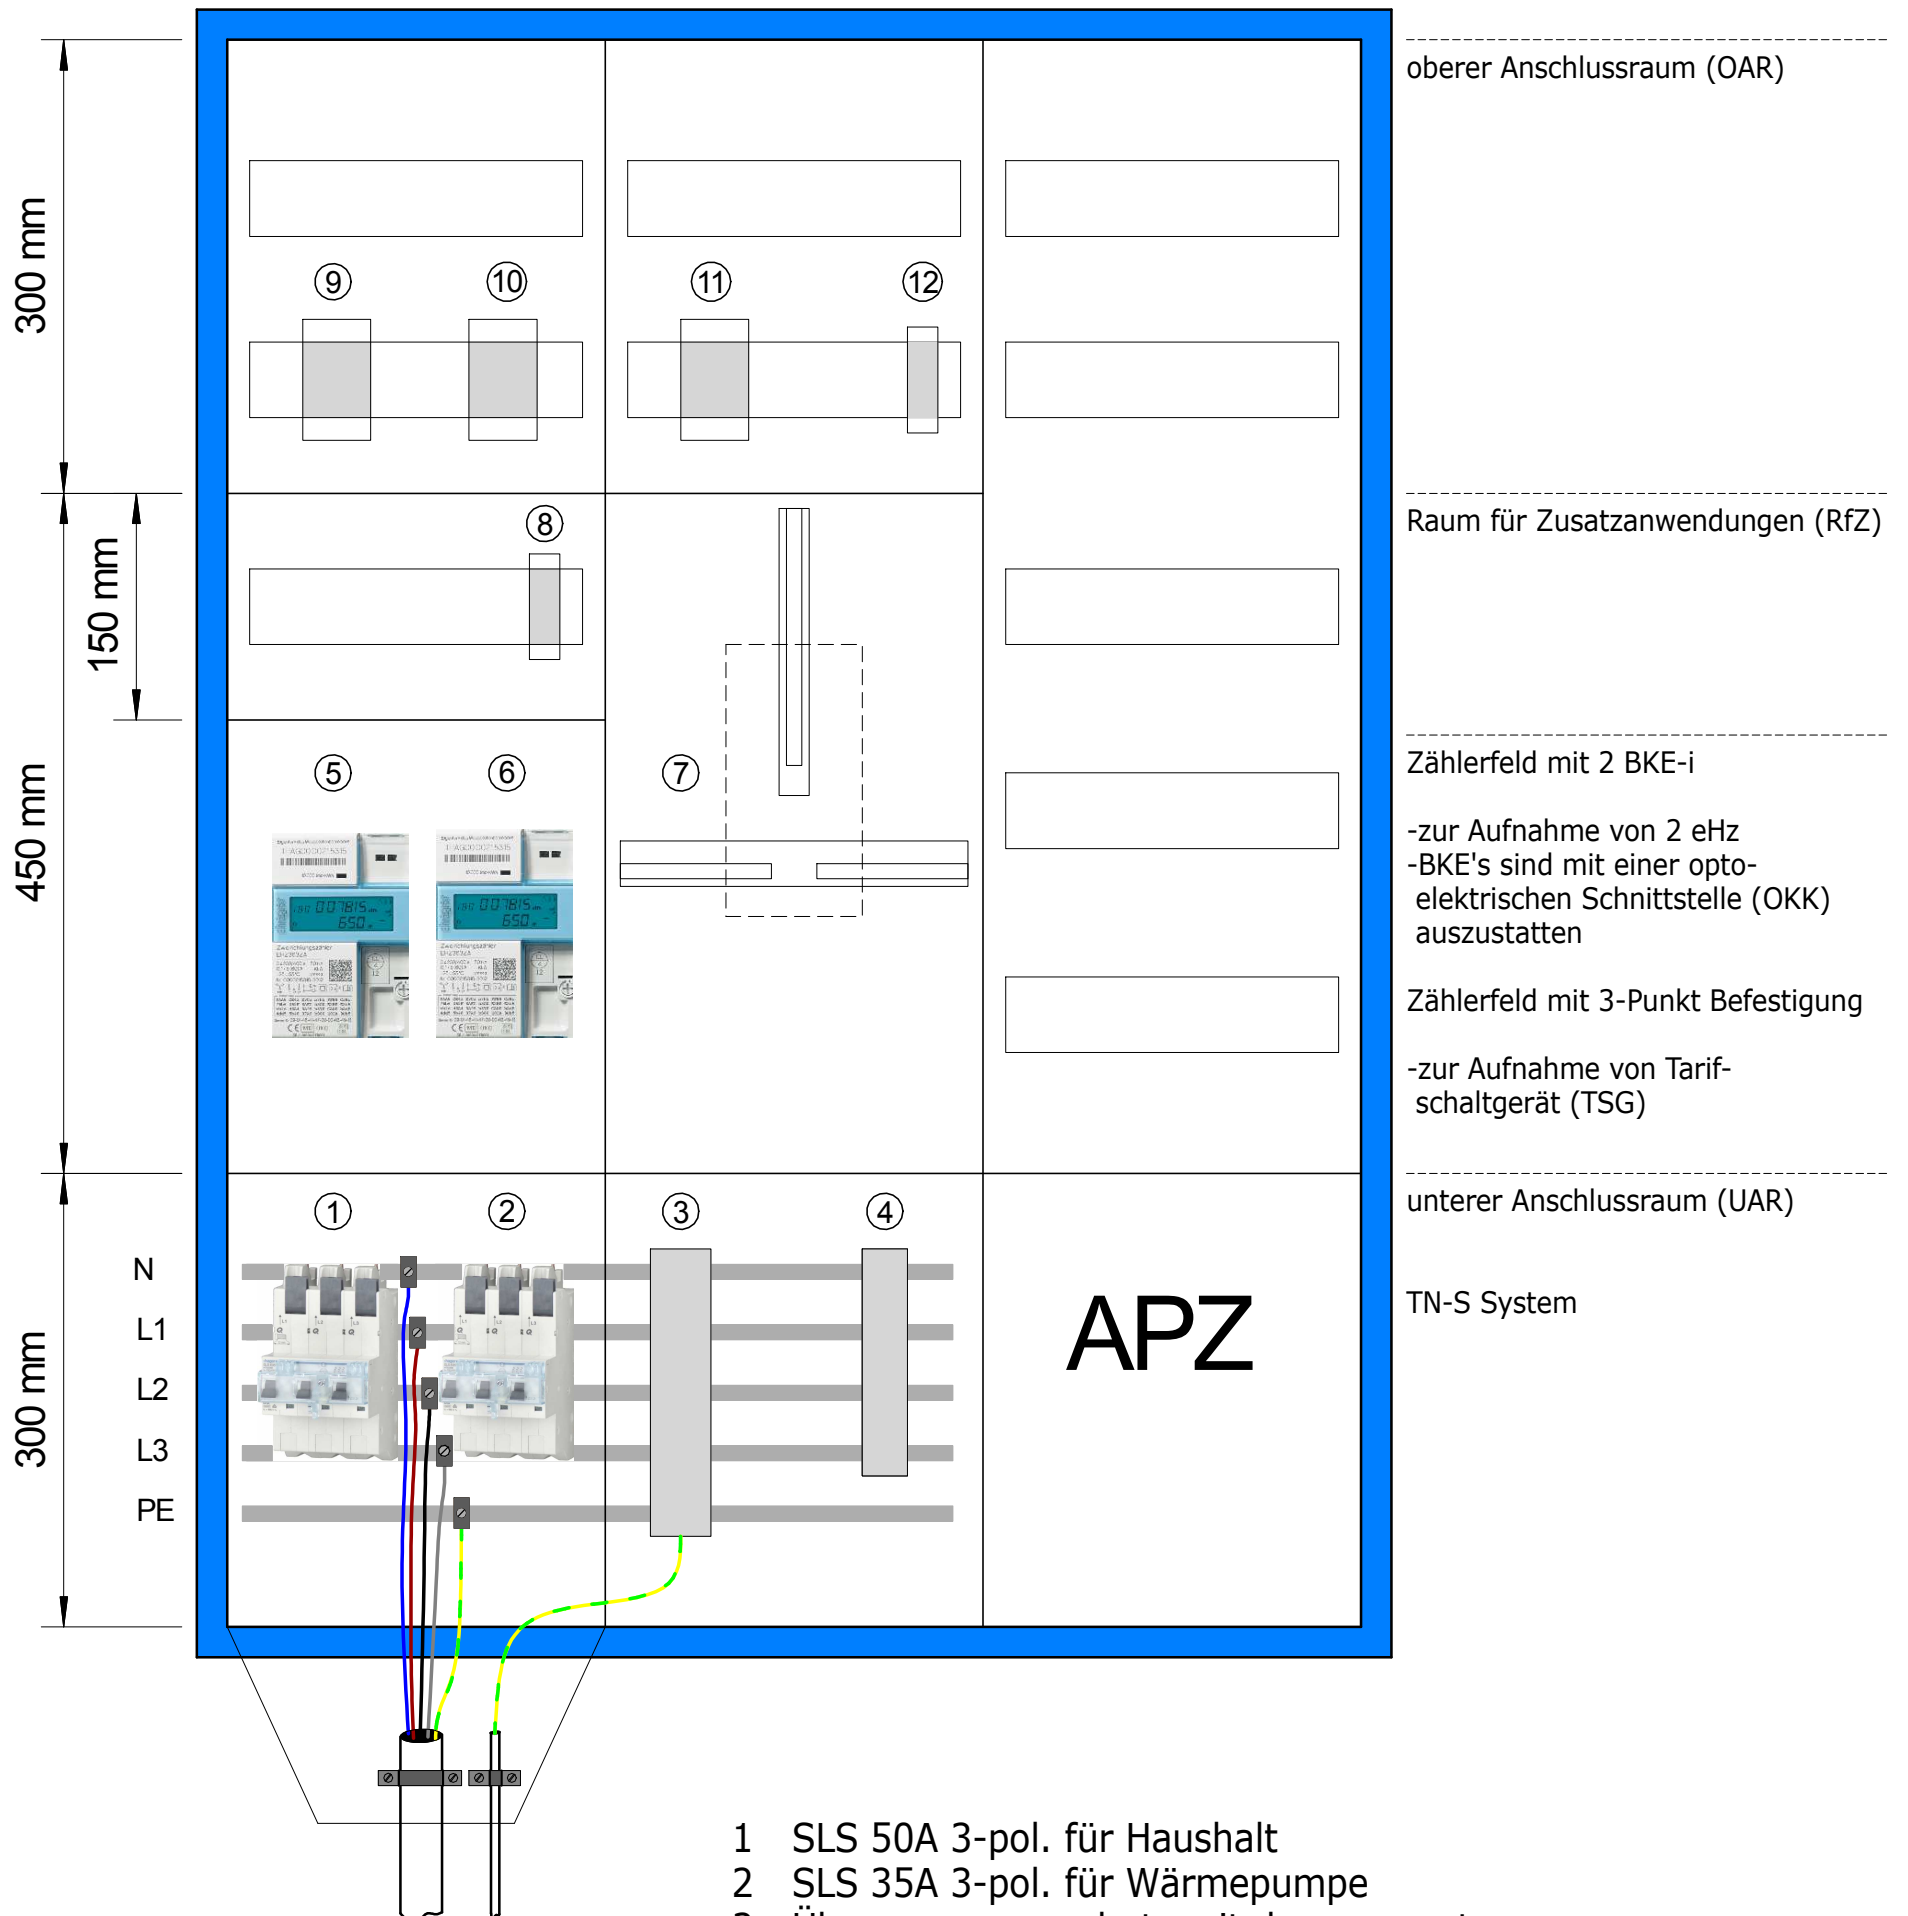 oberer Anschlussraum (OAR)
300 mm
9
10
11
12
Raum für Zusatzanwendungen (RfZ)
8
150 mm
450 mm
5
6
7
Zählerfeld mit 2 BKE-i
-zur Aufnahme von 2 eHz
-BKE's sind mit einer opto-
elektrischen Schnittstelle (OKK)
auszustatten
Zählerfeld mit 3-Punkt Befestigung
-zur Aufnahme von Tarif-
schaltgerät (TSG)
unterer Anschlussraum (UAR)
1
2
3
4
300 mm
N
L1
L2
L3
PE
APZ
TN-S System
1 SLS 50A 3-pol. für Haushalt
2 SLS 35A 3-pol. für Wärmepumpe